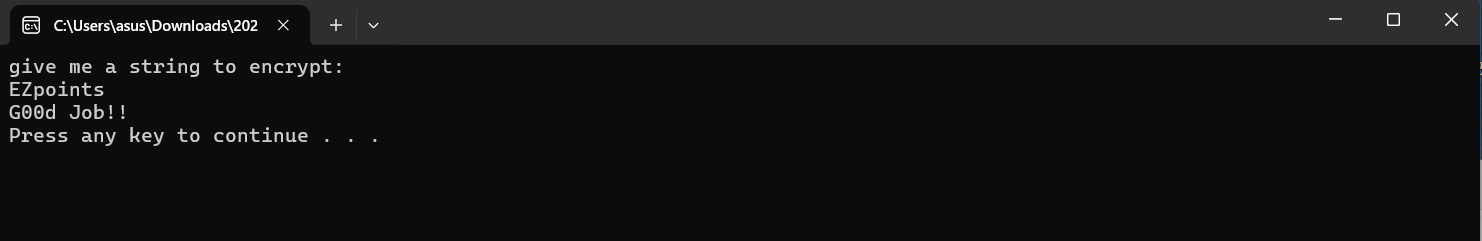 C:\Users\asus\Downloads\202
give me a string to encrypt:
EZpoints
G00d Job!!
Press any key to continue . . .